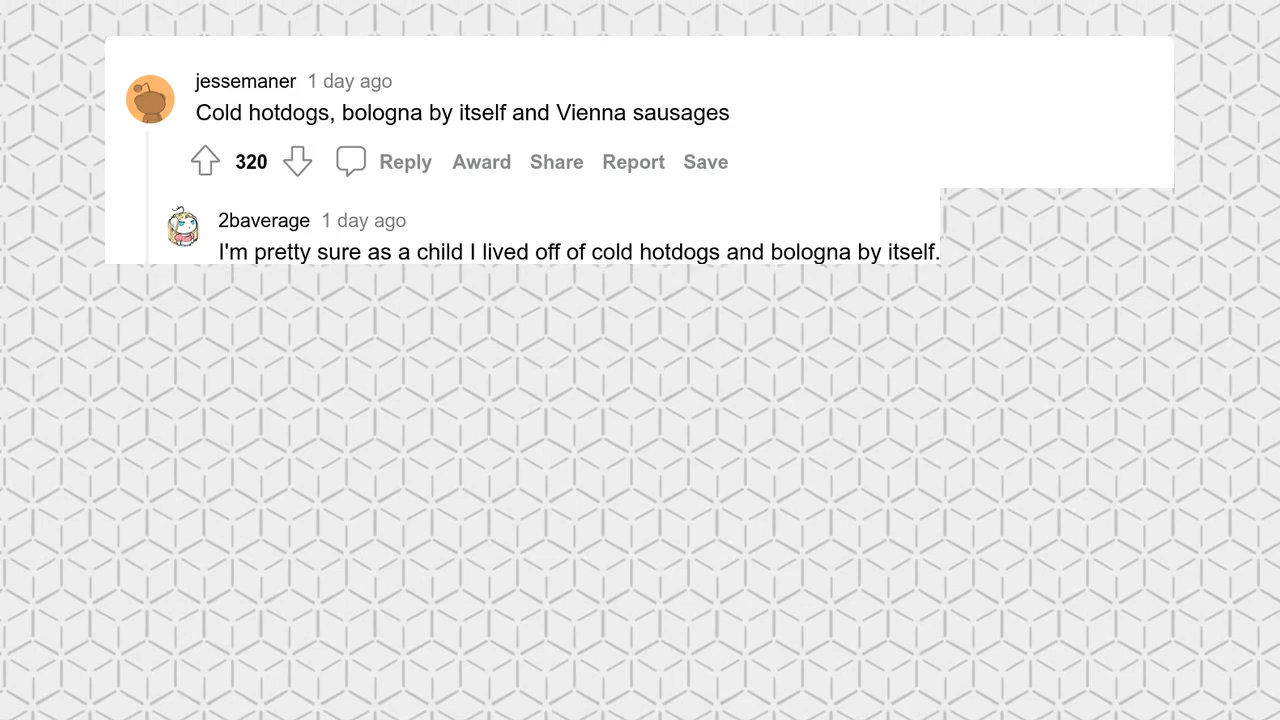 jessemaner 1 day ago
Cold hotdogs, bologna by itself and Vienna sausages
320 Reply Award Share Report Save
2baverage 1 day ago
I'm pretty sure as a child I lived off of cold hotdogs and bologna by itself.